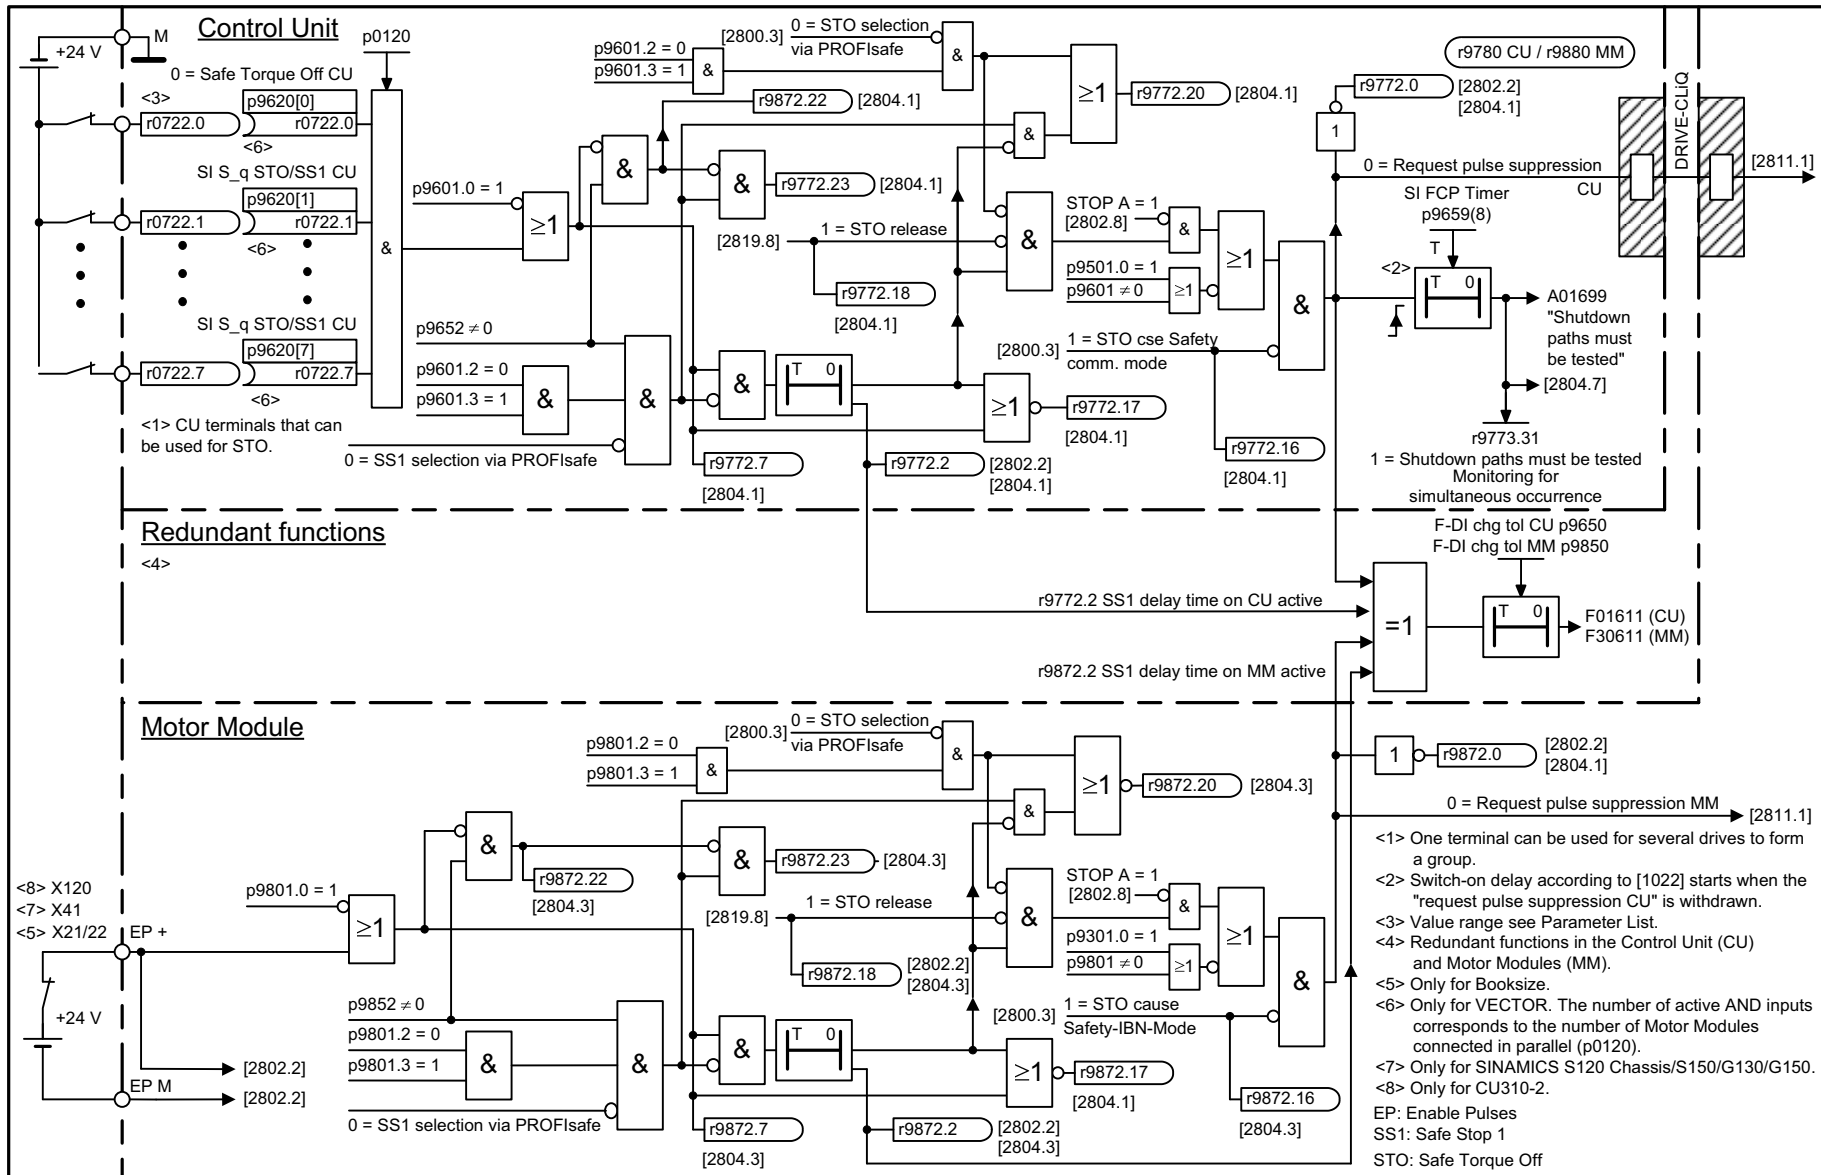 Control Unit
+24 V
M
p0120
0 = Safe Torque Off CU
<3>
p9620[0]
r0722.0
r0722.0
<6>
SI S_q STO/SS1 CU
p9620[1]
r0722.1
r0722.1
<6>
SI S_q STO/SS1 CU
p9620[7]
r0722.7
r0722.7
<6>
<1> CU terminals that can
be used for STO.
&
p9601.0 = 1
≥1
p9652 ≠ 0
p9601.2 = 0
p9601.3 = 1
&
&
0 = SS1 selection via PROFIsafe
p9601.2 = 0
p9601.3 = 1
&
[2800.3]
0 = STO selection
via PROFIsafe
&
r9872.22
[2804.1]
&
&
r9772.23
[2804.1]
≥1
r9772.20
[2804.1]
&
[2819.8]
1 = STO release
r9772.18
[2804.1]
&
STOP A = 1
[2802.8]
&
p9501.0 = 1
p9601 ≠ 0
≥1
≥1
&
[2800.3]
1 = STO cse Safety
comm. mode
&
T 0
≥1
r9772.17
[2804.1]
r9772.16
[2804.1]
r9772.7
[2804.1]
r9772.2
[2802.2]
[2804.1]
r9780 CU / r9880 MM
r9772.0
[2802.2]
[2804.1]
1
0 = Request pulse suppression
CU
DRIVE-CLiQ
[2811.1]
SI FCP Timer
p9659(8)
T
<2>
T 0
A01699
"Shutdown
paths must
be tested"
[2804.7]
r9773.31
1 = Shutdown paths must be tested
Monitoring for
simultaneous occurrence
Redundant functions
<4>
F-DI chg tol CU p9650
F-DI chg tol MM p9850
r9772.2 SS1 delay time on CU active
=1
T 0
F01611 (CU)
F30611 (MM)
r9872.2 SS1 delay time on MM active
Motor Module
[2800.3]
0 = STO selection
via PROFIsafe
p9801.2 = 0
p9801.3 = 1
&
&
≥1
r9872.20
[2804.3]
&
1
r9872.0
[2802.2]
[2804.1]
0 = Request pulse suppression MM
[2811.1]
&
r9872.22
[2804.3]
&
r9872.23
[2804.3]
<8> X120
<7> X41
<5> X21/22
EP +
p9801.0 = 1
≥1
[2819.8]
1 = STO release
r9872.18
[2802.2]
[2804.3]
&
STOP A = 1
[2802.8]
&
p9301.0 = 1
p9801 ≠ 0
≥1
≥1
&
+24 V
p9852 ≠ 0
p9801.2 = 0
p9801.3 = 1
&
&
[2802.2]
EP M
[2802.2]
0 = SS1 selection via PROFIsafe
&
T 0
[2800.3]
1 = STO cause
Safety-IBN-Mode
≥1
r9872.17
[2804.1]
r9872.16
[2804.3]
r9872.7
[2804.3]
r9872.2
[2802.2]
[2804.3]
<1> One terminal can be used for several drives to form
a group.
<2> Switch-on delay according to [1022] starts when the
"request pulse suppression CU" is withdrawn.
<3> Value range see Parameter List.
<4> Redundant functions in the Control Unit (CU)
and Motor Modules (MM).
<5> Only for Booksize.
<6> Only for VECTOR. The number of active AND inputs
corresponds to the number of Motor Modules
connected in parallel (p0120).
<7> Only for SINAMICS S120 Chassis/S150/G130/G150.
<8> Only for CU310-2.
EP: Enable Pulses
SS1: Safe Stop 1
STO: Safe Torque Off